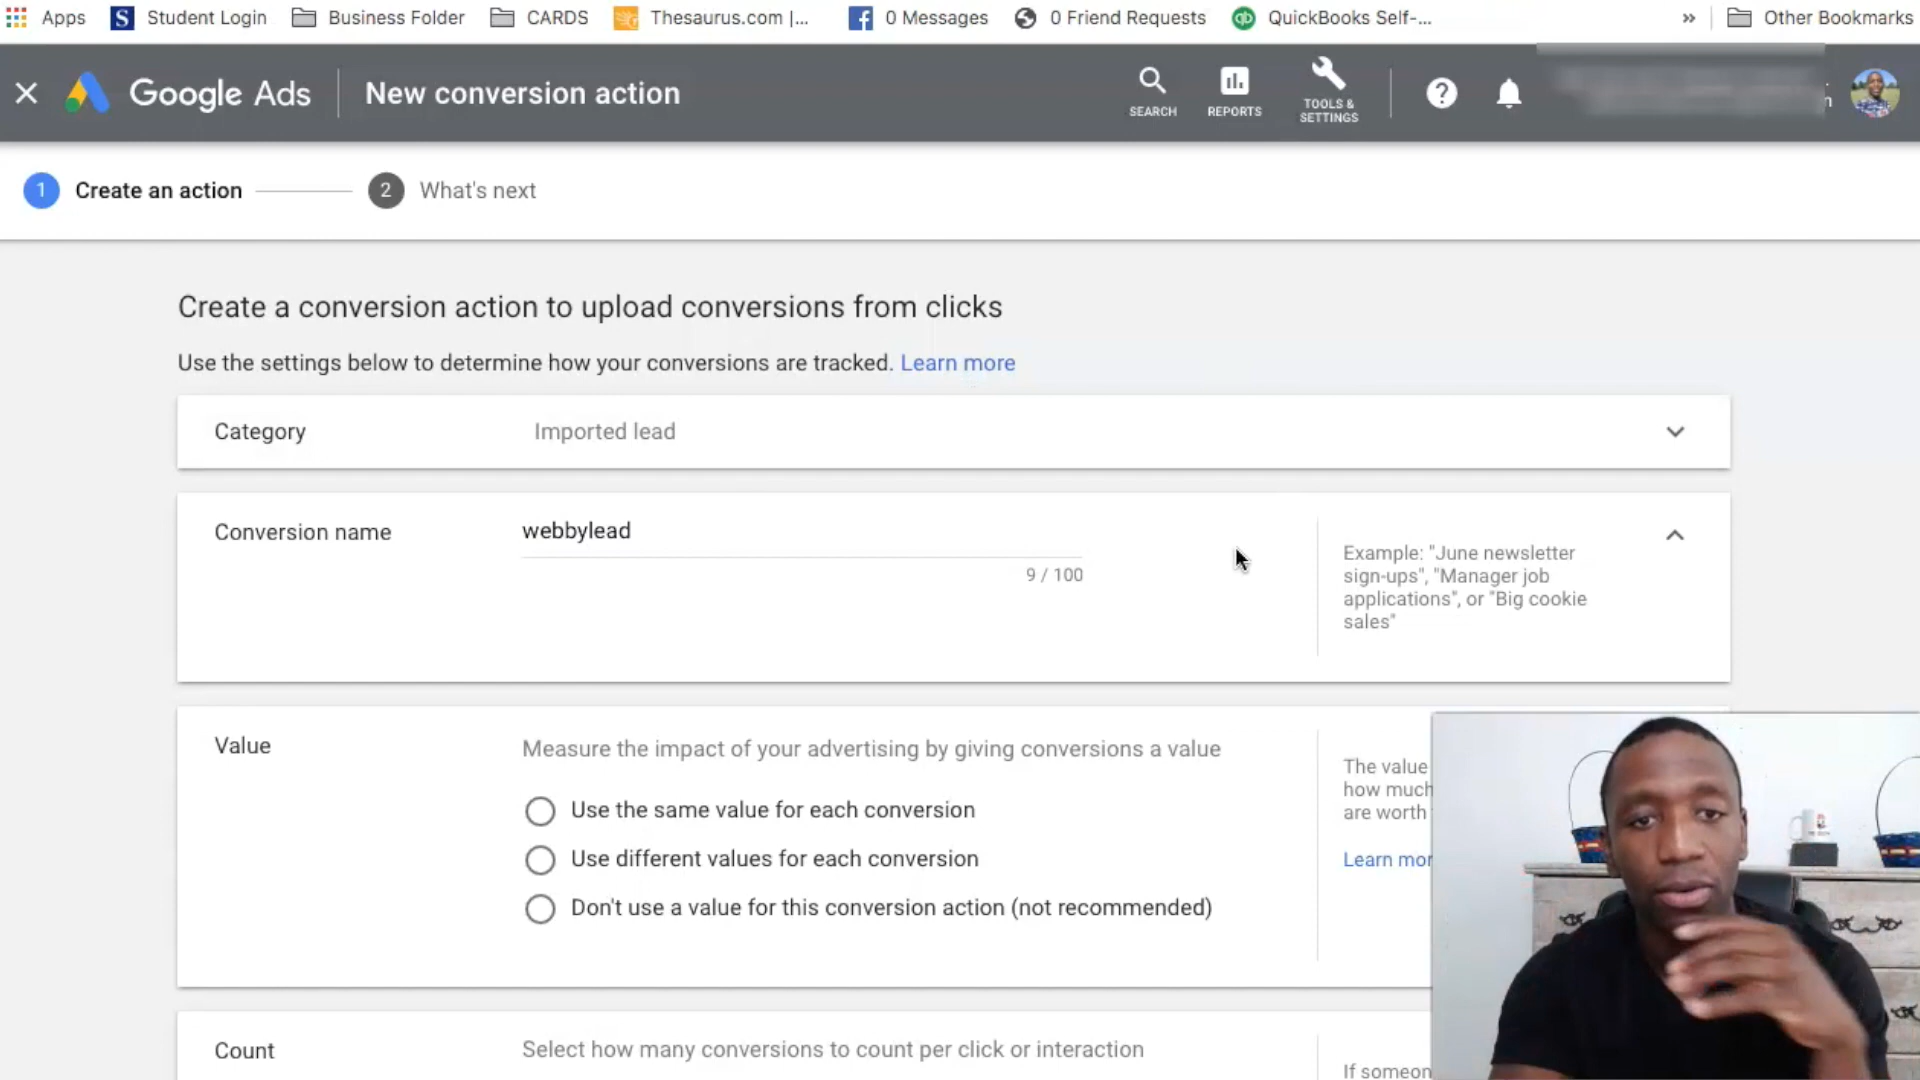 Apps
Student Login
Business Folder
CARDS
Thesaurus.com |...
0 Messages
0 Friend Requests
QuickBooks Self-...
»
Other Bookmarks
Google Ads
New conversion action
SEARCH
REPORTS
TOOLS &
SETTINGS
1
Create an action
2
What's next
Create a conversion action to upload conversions from clicks
Use the settings below to determine how your conversions are tracked. Learn more
Category
Imported lead
Conversion name
webbylead
9 / 100
Example: "June newsletter
sign-ups", "Manager job
applications", or "Big cookie
sales"
Value
Measure the impact of your advertising by giving conversions a value
Use the same value for each conversion
Use different values for each conversion
Don't use a value for this conversion action (not recommended)
The value
how much
are worth
Learn mor
Count
Select how many conversions to count per click or interaction
If someon